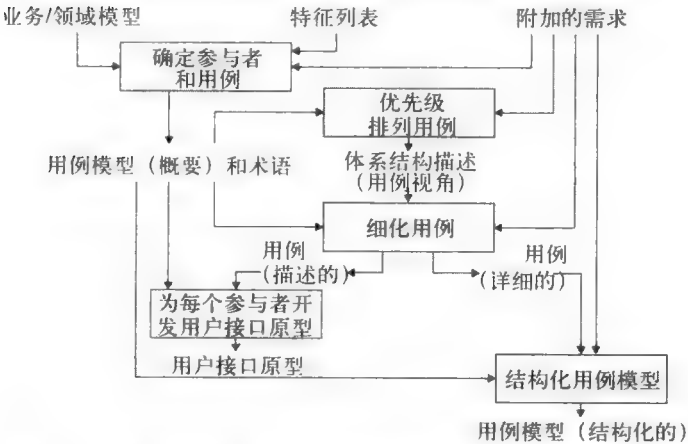 业务/领域模型
特征列表
附加的需求
确定参与者
和用例
优先级
排列用例
用例模型（概要）和术语
体系结构描述
（用例视角）
细化用例
用例
（描述的）
用例
（详细的）
为每个参与者开
发用户接口原型
用户接口原型
结构化用例模型
用例模型（结构化的）